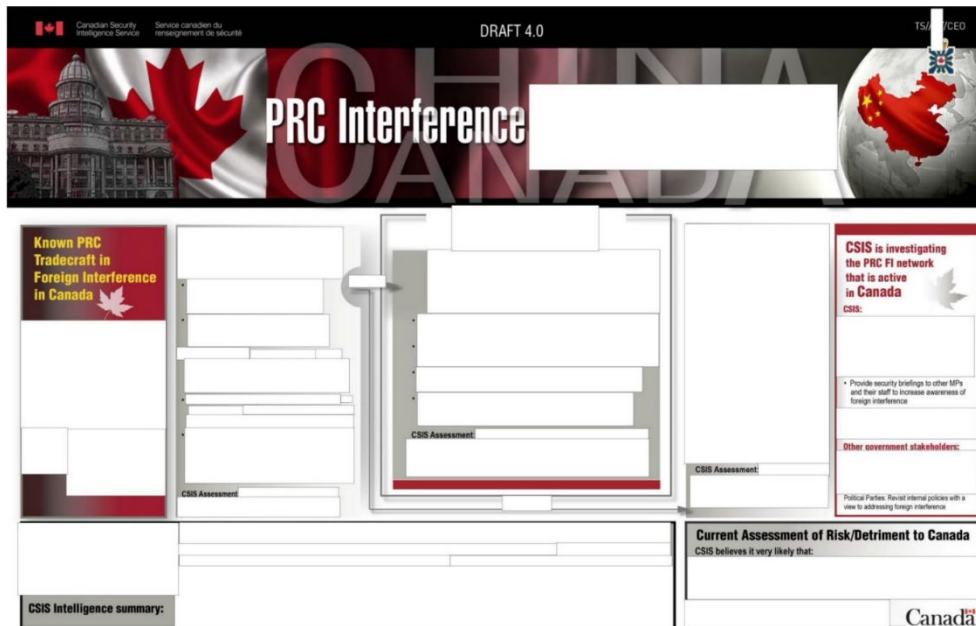 Canadian Security Service canadien du
Intelligence Service renseignement de sécurité
DRAFT 4.0
TS// /CEO
CHINA
CANADA
PRC Interference
Known PRC
Tradecraft in
Foreign Interference
in Canada
CSIS Assessment
CSIS Assessment:
CSIS Assessment:
CSIS is investigating
the PRC FI network
that is active
in Canada
CSIS:
• Provide security briefings to other MPs
and their staff to increase awareness of
foreign interference
Other government stakeholders:
Political Parties: Revisit internal policies with a
view to addressing foreign interference
CSIS Intelligence summary:
Current Assessment of Risk/Detriment to Canada
CSIS believes it very likely that:
Canada